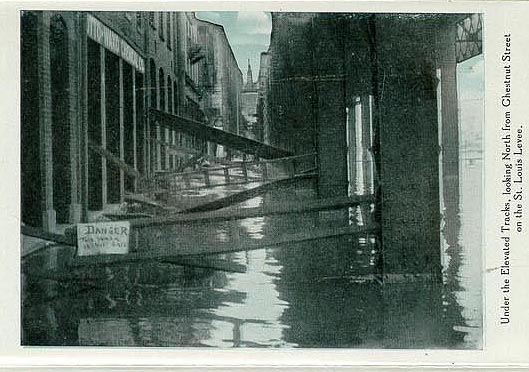 DANGER
Under the Elevated Tracks, looking North from Chestnut Street
on the St. Louis Levee.